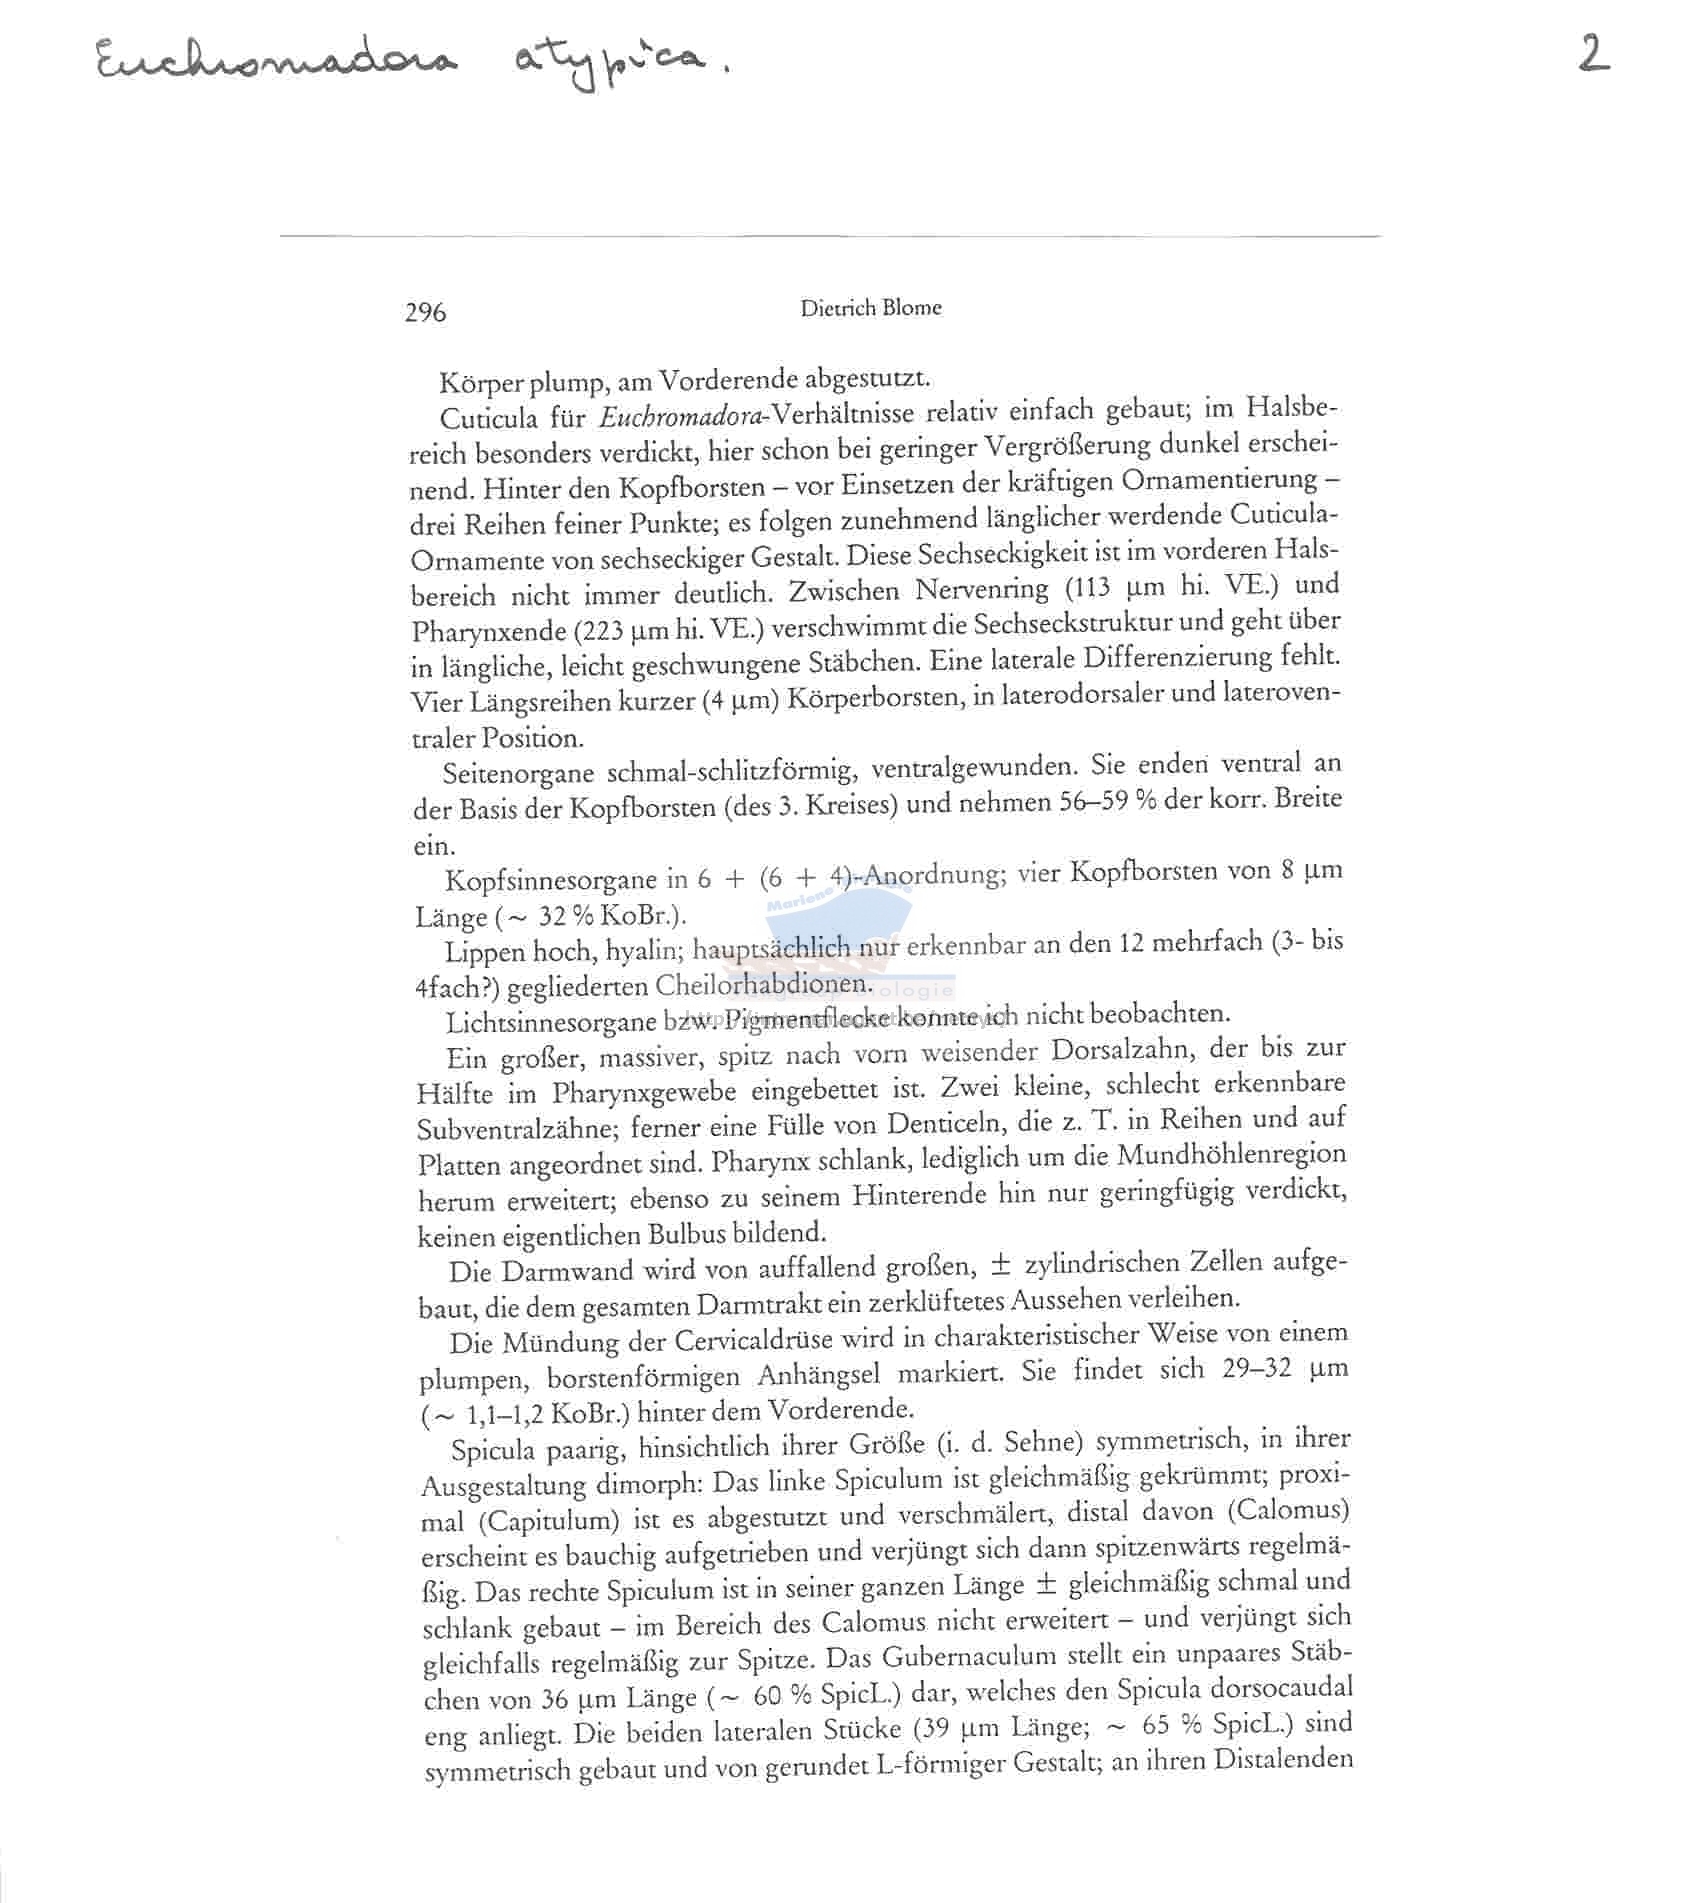 Euchromadora atypica. 2
296 Dietrich Blome
Körper plump, am Vorderende abgestutzt.
Cuticula für Euchromadora-Verhältnisse relativ einfach gebaut; im Halsbe-
reich besonders verdickt, hier schon bei geringer Vergrößerung dunkel erschei-
nend. Hinter den Kopfborsten – vor Einsetzen der kräftigen Ornamentierung –
drei Reihen feiner Punkte; es folgen zunehmend länglicher werdende Cuticula-
Ornamente von sechseckiger Gestalt. Diese Sechseckigkeit ist im vorderen Hals-
bereich nicht immer deutlich. Zwischen Nervenring (113 µm hi. VE.) und
Pharynxende (223 µm hi. VE.) verschwimmt die Sechseckstruktur und geht über
in längliche, leicht geschwungene Stäbchen. Eine laterale Differenzierung fehlt.
Vier Längsreihen kurzer (4 µm) Körperborsten, in laterodorsaler und lateroven-
traler Position.
Seitenorgane schmal-schlitzförmig, ventralgewunden. Sie enden ventral an
der Basis der Kopfborsten (des 3. Kreises) und nehmen 56–59 % der korr. Breite
ein.
Kopfsinnesorgane in 6 + (6 + 4)-Anordnung; vier Kopfborsten von 8 µm
Länge (~ 32 % KoBr.).
Lippen hoch, hyalin; hauptsächlich nur erkennbar an den 12 mehrfach (3- bis
4fach?) gegliederten Cheilorhabdionen.
Lichtsinnesorgane bzw. Pigmentflecke konnte ich nicht beobachten.
Ein großer, massiver, spitz nach vorn weisender Dorsalzahn, der bis zur
Hälfte im Pharynxgewebe eingebettet ist. Zwei kleine, schlecht erkennbare
Subventralzähne; ferner eine Fülle von Denticeln, die z. T. in Reihen und auf
Platten angeordnet sind. Pharynx schlank, lediglich um die Mundhöhlenregion
herum erweitert; ebenso zu seinem Hinterende hin nur geringfügig verdickt,
keinen eigentlichen Bulbus bildend.
Die Darmwand wird von auffallend großen, ± zylindrischen Zellen aufge-
baut, die dem gesamten Darmtrakt ein zerklüftetes Aussehen verleihen.
Die Mündung der Cervicaldrüse wird in charakteristischer Weise von einem
plumpen, borstenförmigen Anhängsel markiert. Sie findet sich 29–32 µm
(~ 1,1–1,2 KoBr.) hinter dem Vorderende.
Spicula paarig, hinsichtlich ihrer Größe (i. d. Sehne) symmetrisch, in ihrer
Ausgestaltung dimorph: Das linke Spiculum ist gleichmäßig gekrümmt; proxi-
mal (Capitulum) ist es abgestutzt und verschmälert, distal davon (Calomus)
erscheint es bauchig aufgetrieben und verjüngt sich dann spitzenwärts regelmä-
ßig. Das rechte Spiculum ist in seiner ganzen Länge ± gleichmäßig schmal und
schlank gebaut – im Bereich des Calomus nicht erweitert – und verjüngt sich
gleichfalls regelmäßig zur Spitze. Das Gubernaculum stellt ein unpaares Stäb-
chen von 36 µm Länge (~ 60 % SpicL.) dar, welches den Spicula dorsocaudal
eng anliegt. Die beiden lateralen Stücke (39 µm Länge; ~ 65 % SpicL.) sind
symmetrisch gebaut und von gerundet L-förmiger Gestalt; an ihren Distalenden